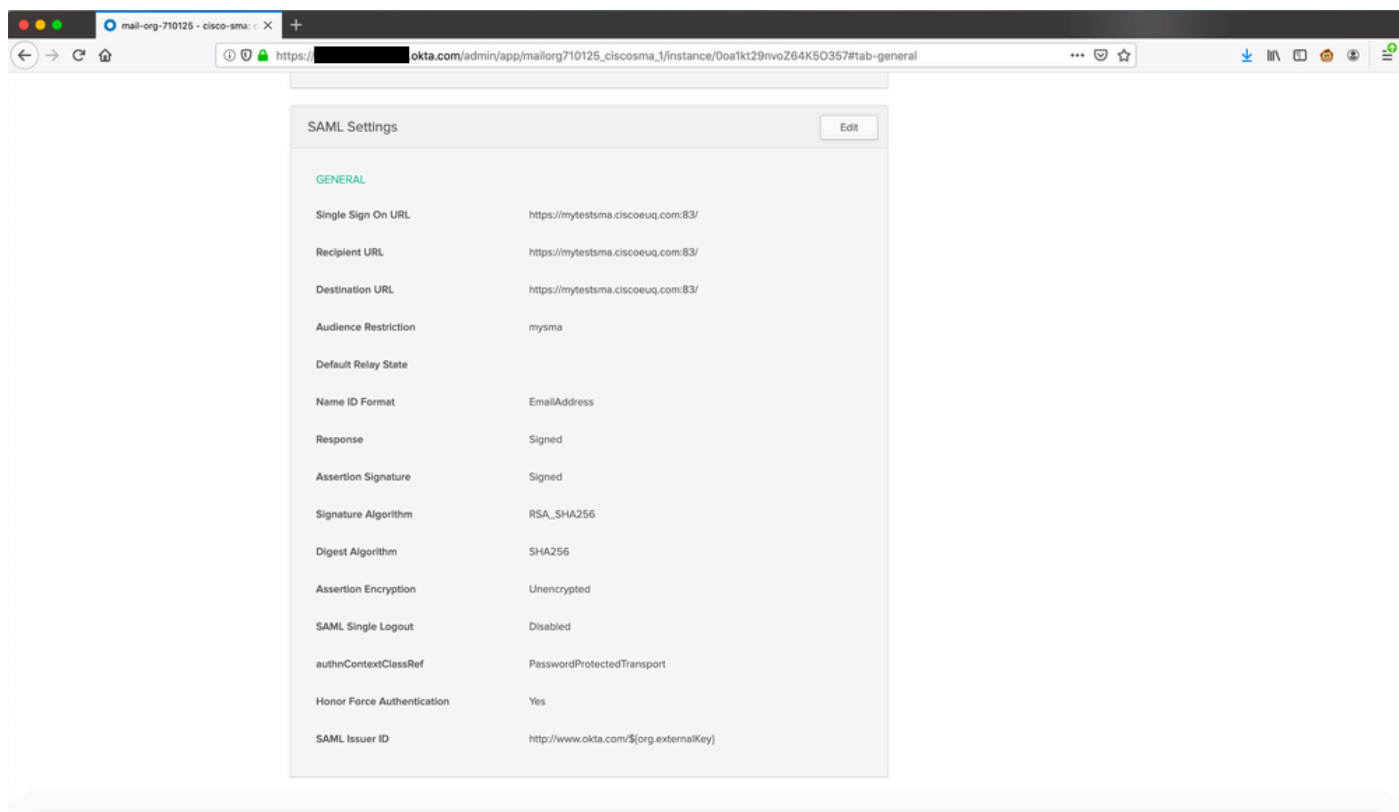 mail-org-710125 - cisco-sma: c
https://
okta.com/admin/app/mailorg710125_ciscosma_1/instance/0oa1kt29nvoZ64K5O357#tab-general
SAML Settings
Edit
GENERAL
Single Sign On URL https://mytestsma.ciscoeuq.com:83/
Recipient URL https://mytestsma.ciscoeuq.com:83/
Destination URL https://mytestsma.ciscoeuq.com:83/
Audience Restriction mysma
Default Relay State
Name ID Format EmailAddress
Response Signed
Assertion Signature Signed
Signature Algorithm RSA_SHA256
Digest Algorithm SHA256
Assertion Encryption Unencrypted
SAML Single Logout Disabled
authnContextClassRef PasswordProtectedTransport
Honor Force Authentication Yes
SAML Issuer ID http://www.okta.com/${org.externalKey}